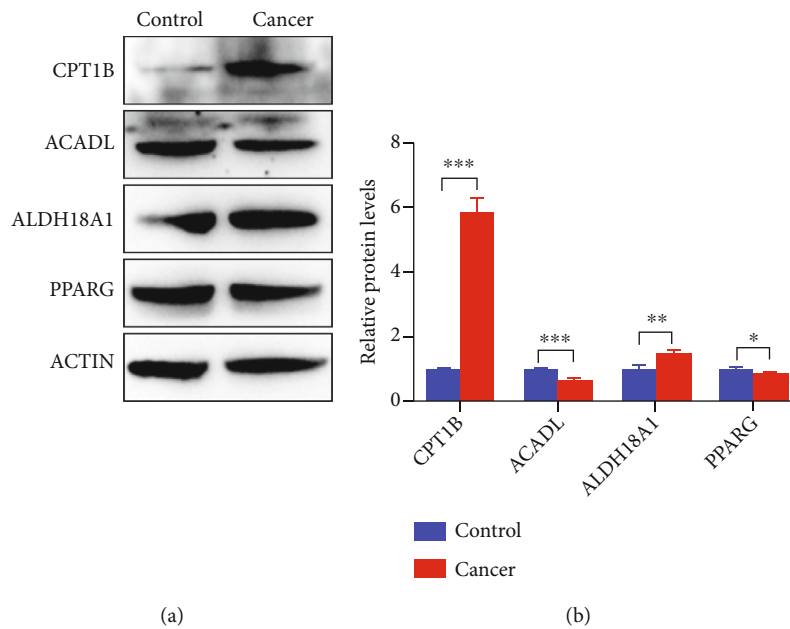 Control Cancer
CPT1B
ACADL
ALDH18A1
PPARG
ACTIN
(a)
Relative protein levels
8
6
4
2
0
***
***
**
*
CPT1B
ACADL
ALDH18A1
PPARG
Control
Cancer
(b)